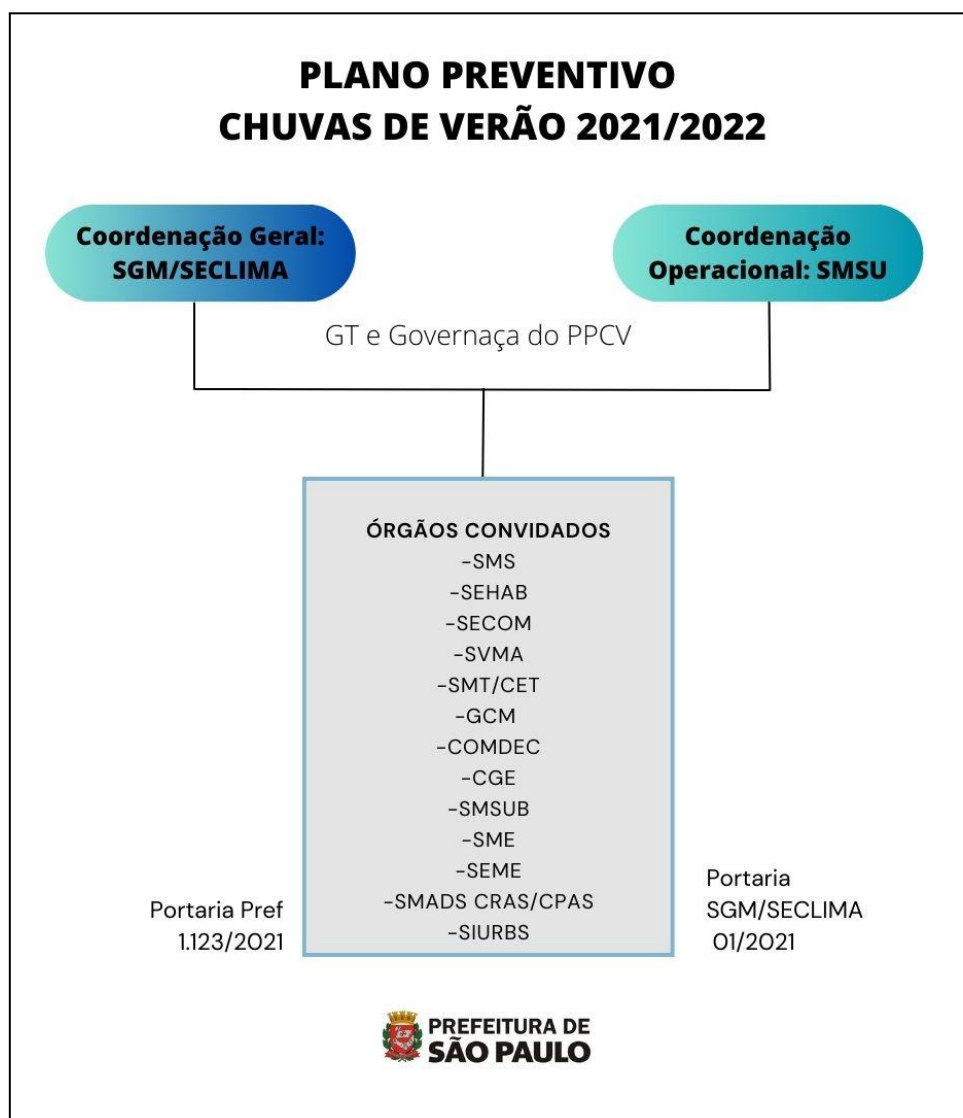 PLANO PREVENTIVO
CHUVAS DE VERÃO 2021/2022
Coordenação Geral:
SGM/SECLIMA
Coordenação
Operacional: SMSU
GT e Governaça do PPCV
ÓRGÃOS CONVIDADOS
-SMS
-SEHAB
-SECOM
-SVMA
-SMT/CET
-GCM
-COMDEC
-CGE
-SMSUB
-SME
-SEME
-SMADS CRAS/CPAS
-SIURBS
Portaria Pref
1.123/2021
Portaria
SGM/SECLIMA
01/2021
PREFEITURA DE
SÃO PAULO